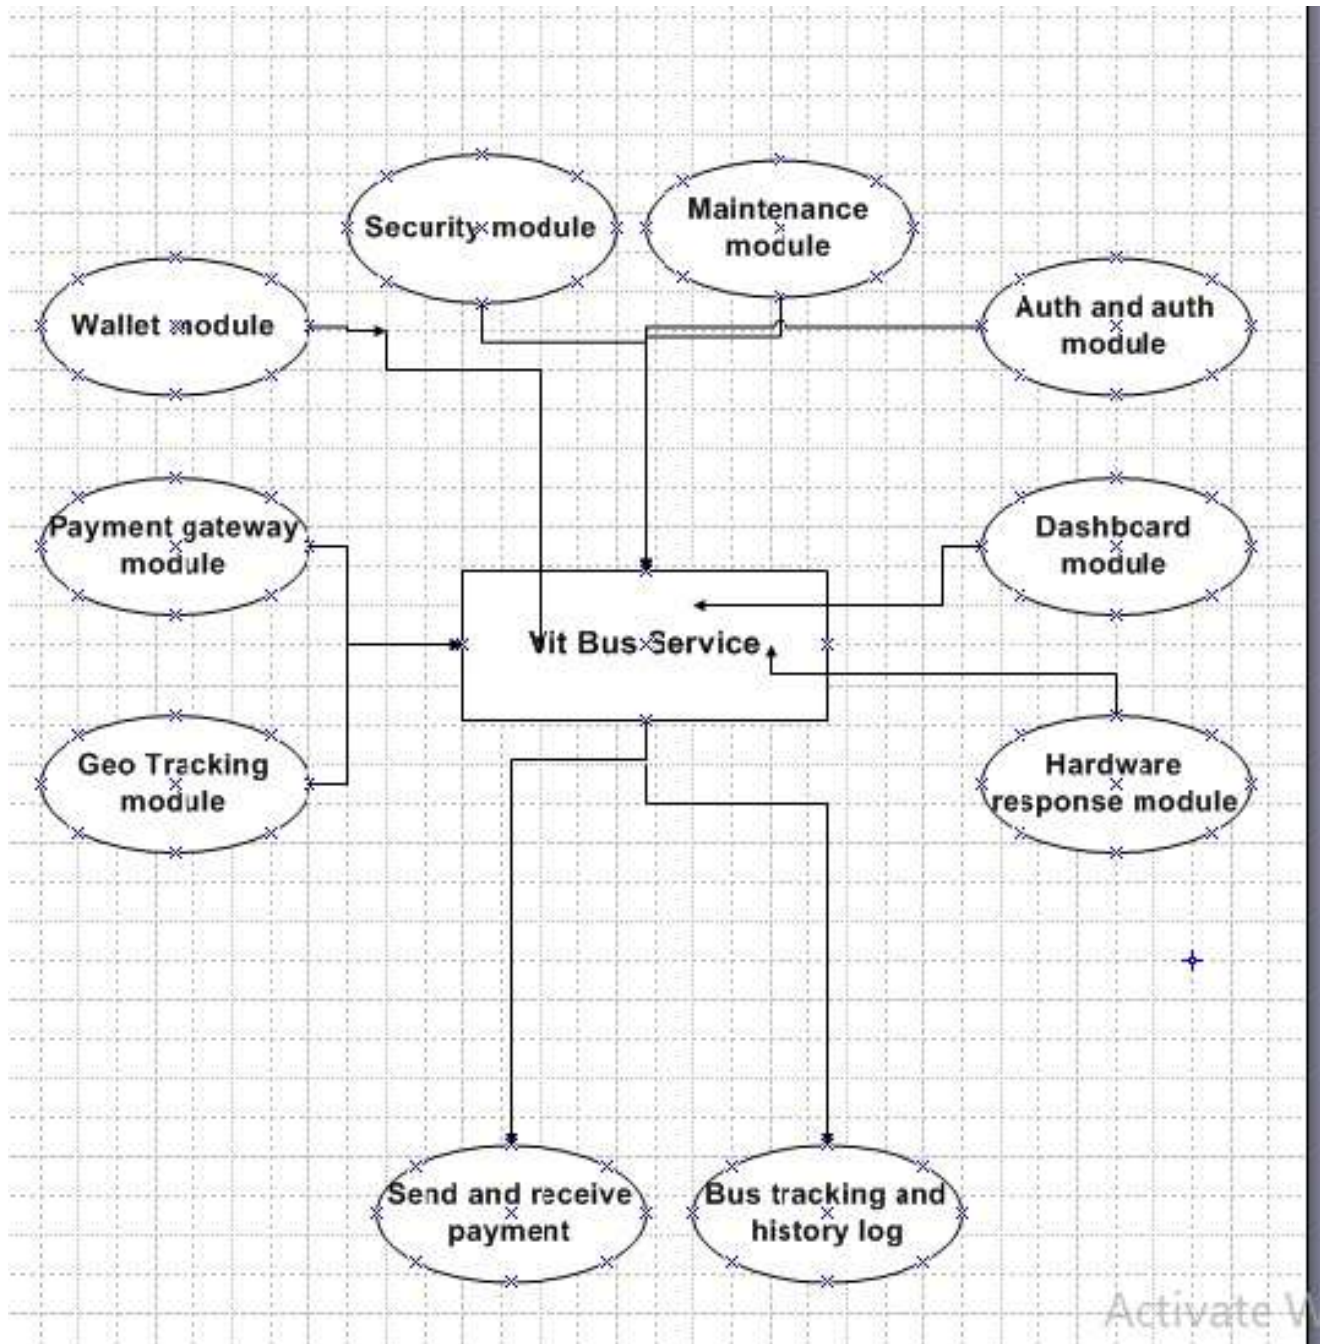 Security module
Maintenance
module
Wallet module
Auth and auth
module
Payment gateway
module
Dashboard
module
Vit Bus Service
Geo Tracking
module
Hardware
response module
Send and receive
payment
Bus tracking and
history log
Activate